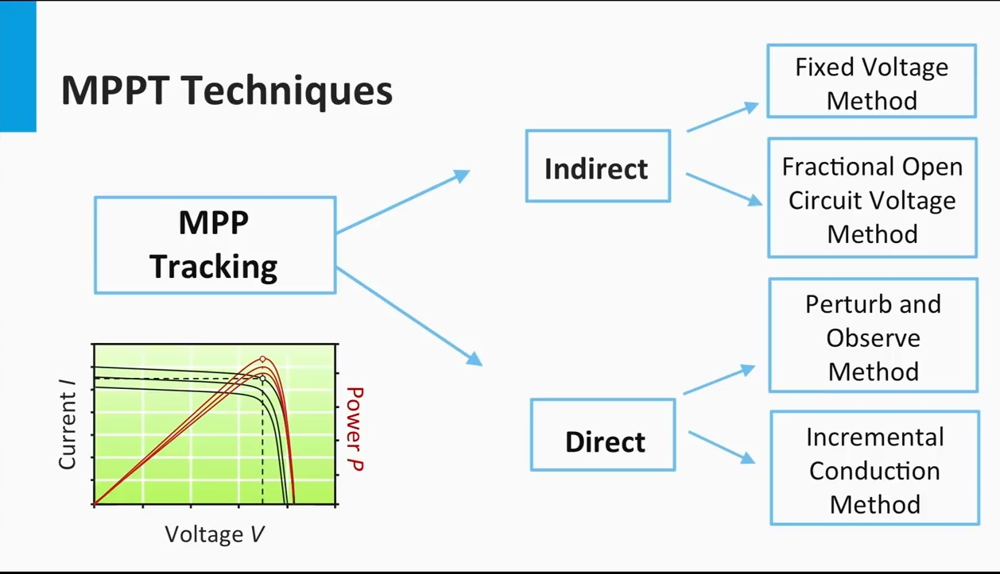 MPPT Techniques
MPP
Tracking
Indirect
Fixed Voltage
Method
Fractional Open
Circuit Voltage
Method
Direct
Perturb and
Observe
Method
Incremental
Conduction
Method
Current I
Power P
Voltage V